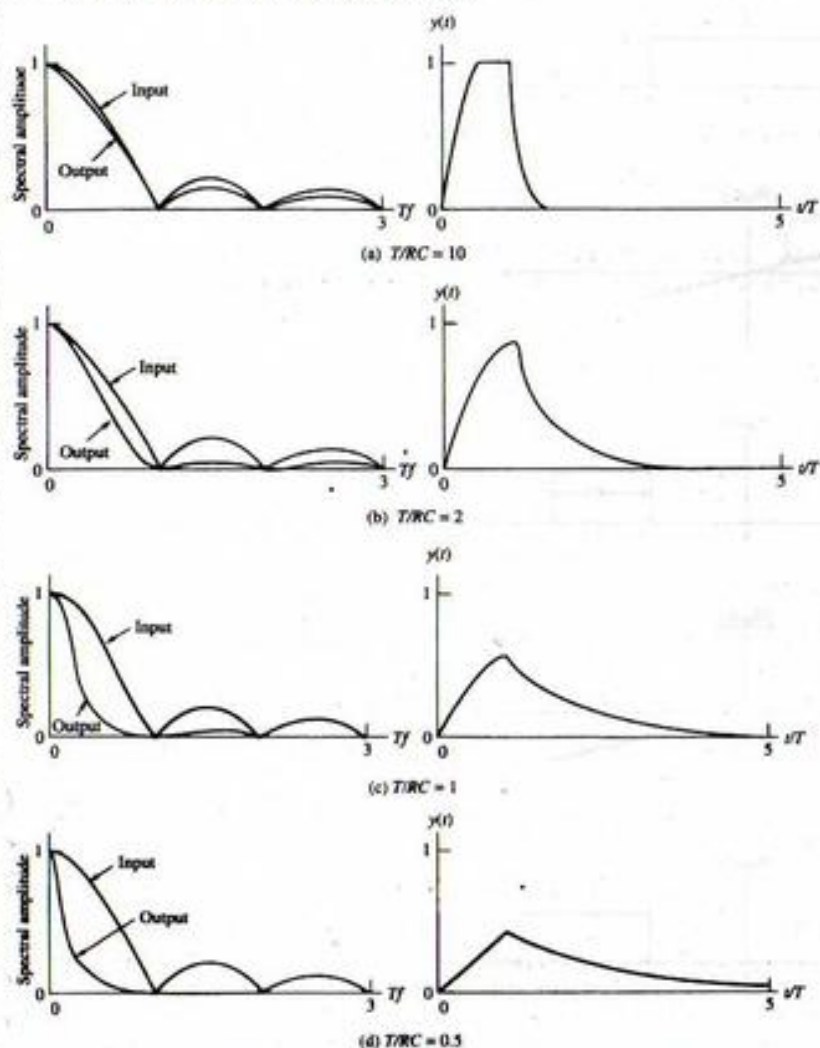 y(t)
Spectral amplitude
1
Input
Output
0
0
3
Tf
1
0
0
5
t/T
(a) T/RC = 10
y(t)
Spectral amplitude
1
Input
Output
0
0
3
Tf
1
0
0
5
t/T
(b) T/RC = 2
y(t)
Spectral amplitude
1
Input
Output
0
0
3
Tf
1
0
0
5
t/T
(c) T/RC = 1
y(t)
Spectral amplitude
1
Input
Output
0
0
3
Tf
1
0
0
5
t/T
(d) T/RC = 0.5